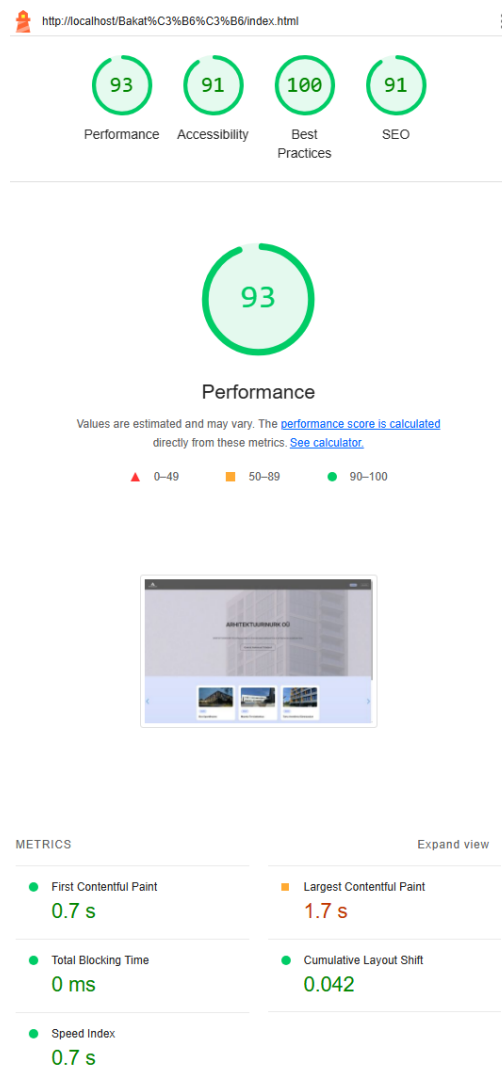 http://localhost/Bakat%C3%B6%C3%B6/index.html
93
91
100
91
Performance
Accessibility
Best
Practices
SEO
93
Performance
Values are estimated and may vary. The performance score is calculated
directly from these metrics. See calculator.
0–49
50–89
90–100
ARHITEKTUURINURK OÜ
METRICS
Expand view
First Contentful Paint
0.7 s
Largest Contentful Paint
1.7 s
Total Blocking Time
0 ms
Cumulative Layout Shift
0.042
Speed Index
0.7 s